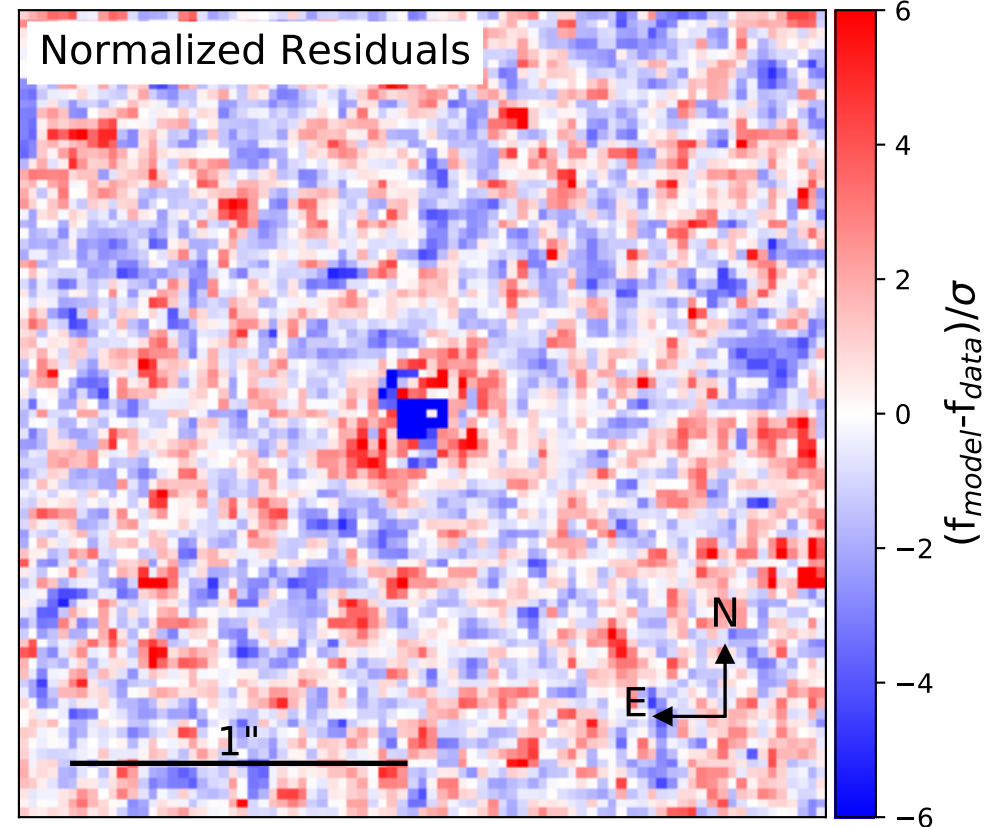 Normalized Residuals
6
4
2
0
−2
−4
−6
(f_model-f_data)/σ
N
E
1"